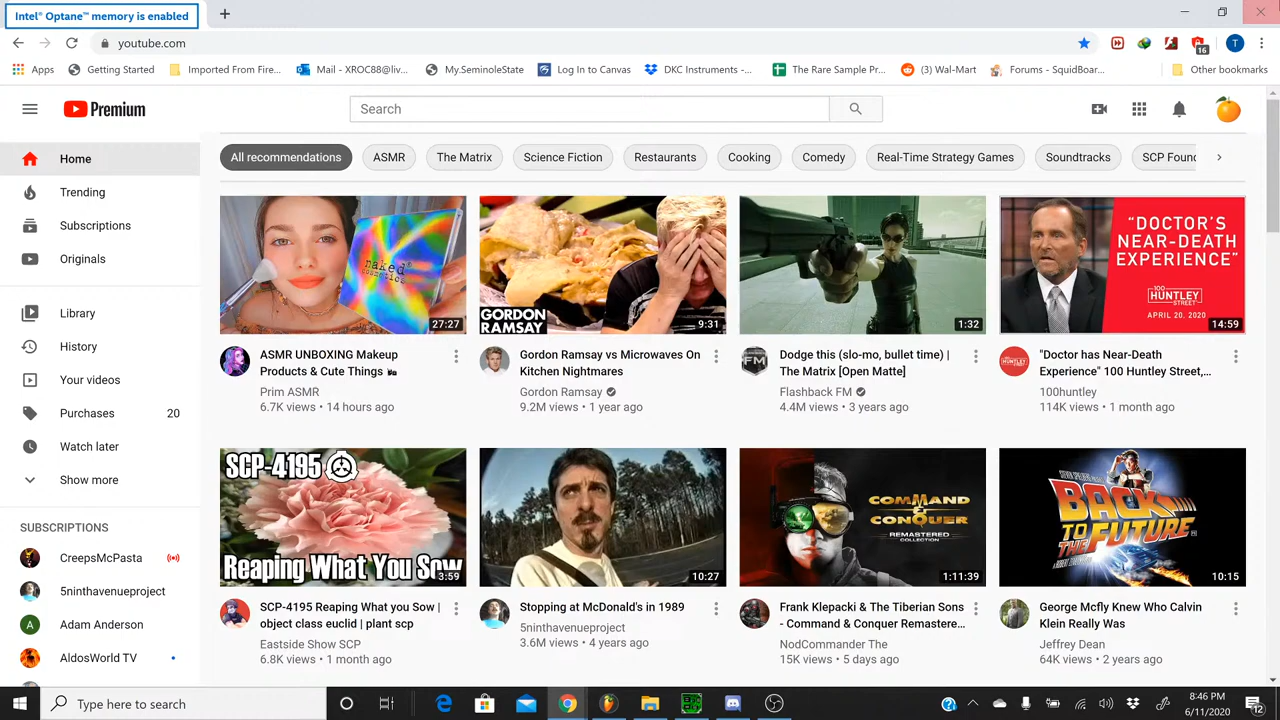 Intel® Optane™ memory is enabled
youtube.com
16
T
Apps
Getting Started
Imported From Fire...
Mail - XROC88@liv...
My.SeminoleState
Log In to Canvas
DKC Instruments -...
The Rare Sample Pr...
(3) Wal-Mart
Forums - SquidBoar...
Other bookmarks
Premium
Search
Home
Trending
Subscriptions
Originals
Library
History
Your videos
Purchases 20
Watch later
Show more
SUBSCRIPTIONS
CreepsMcPasta
5ninthavenueproject
A Adam Anderson
AldosWorld TV
All recommendations
ASMR
The Matrix
Science Fiction
Restaurants
Cooking
Comedy
Real-Time Strategy Games
Soundtracks
SCP Foun
naked
cosmetics
27:27
ASMR UNBOXING Makeup
Products & Cute Things
Prim ASMR
6.7K views • 14 hours ago
GORDON
RAMSAY
9:31
Gordon Ramsay vs Microwaves On
Kitchen Nightmares
Gordon Ramsay
9.2M views • 1 year ago
1:32
FM
Dodge this (slo-mo, bullet time) |
The Matrix [Open Matte]
Flashback FM
4.4M views • 3 years ago
"DOCTOR'S
NEAR-DEATH
EXPERIENCE"
100
HUNTLEY
STREET
APRIL 20, 2020
14:59
"Doctor has Near-Death
Experience" 100 Huntley Street,...
100huntley
114K views • 1 month ago
SCP-4195
Reaping What You Sow
3:59
SCP-4195 Reaping What you Sow |
object class euclid | plant scp
Eastside Show SCP
6.8K views • 1 month ago
10:27
Stopping at McDonald's in 1989
5ninthavenueproject
3.6M views • 4 years ago
COMMAND
& CONQUER
REMASTERED
COLLECTION
1:11:39
Frank Klepacki & The Tiberian Sons
- Command & Conquer Remastere...
NodCommander The
15K views • 5 days ago
BACK
TO THE
FUTURE
10:15
George Mcfly Knew Who Calvin
Klein Really Was
Jeffrey Dean
64K views • 2 years ago
Type here to search
8:46 PM
6/11/2020
12